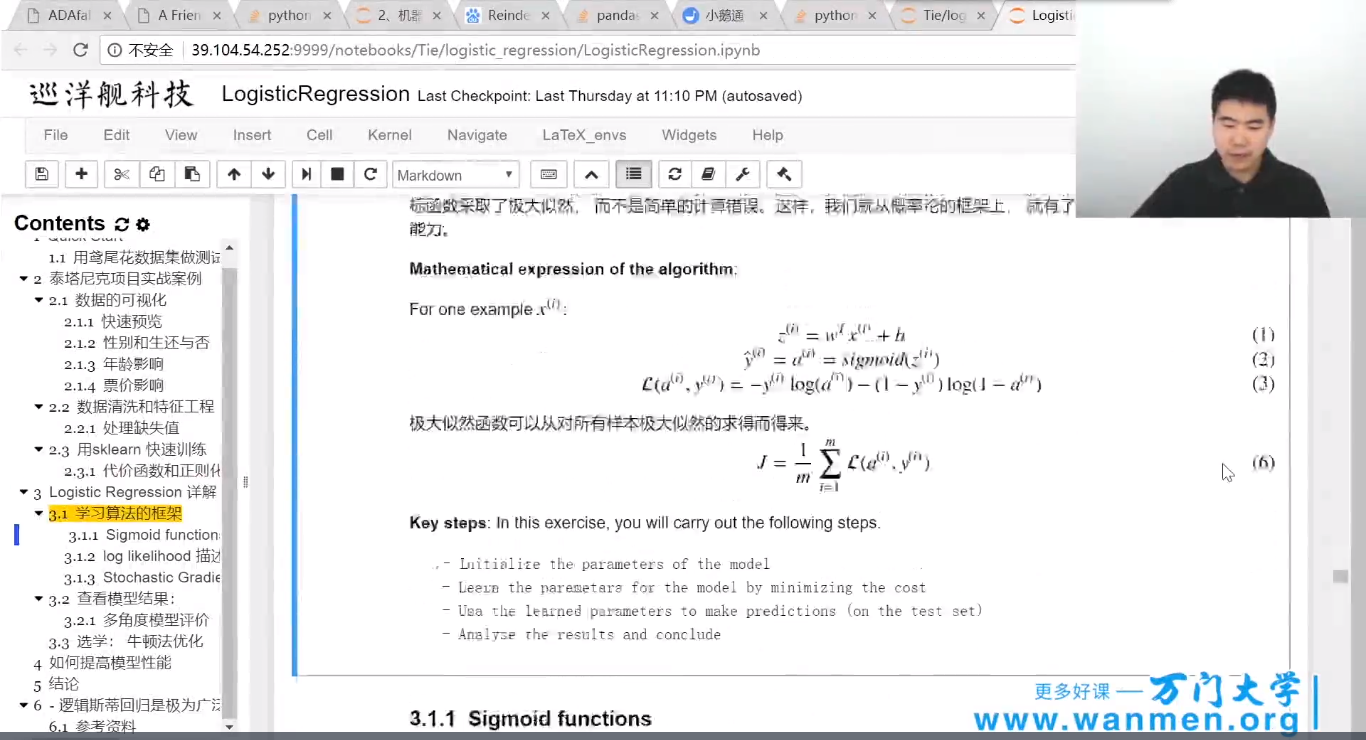 ADAfal
A Frien
python
2、机器
Reinde
pandas
小鹅通
python
Tie/log
Logisti
不安全 39.104.54.252:9999/notebooks/Tie/logistic_regression/LogisticRegression.ipynb
巡洋舰科技 LogisticRegression Last Checkpoint: Last Thursday at 11:10 PM (autosaved)
File Edit View Insert Cell Kernel Navigate LaTeX_envs Widgets Help
Markdown
Contents
1 Quick Start
1.1 用鸢尾花数据集做测试
2 泰塔尼克项目实战案例
2.1 数据的可视化
2.1.1 快速预览
2.1.2 性别和生还与否
2.1.3 年龄影响
2.1.4 票价影响
2.2 数据清洗和特征工程
2.2.1 处理缺失值
2.3 用sklearn 快速训练
2.3.1 代价函数和正则化
3 Logistic Regression 详解
3.1 学习算法的框架
3.1.1 Sigmoid function
3.1.2 log likelihood 描述
3.1.3 Stochastic Gradie
3.2 查看模型结果：
3.2.1 多角度模型评价
3.3 选学： 牛顿法优化
4 如何提高模型性能
5 结论
6 - 逻辑斯蒂回归是极为广泛
6.1 参考资料
标函数采取了极大似然， 而不是简单的计算错误。这样，我们就从概率论的框架上， 就有了
能力。
Mathematical expression of the algorithm:
For one example x^(i):
z^(i) = w^T x^(i) + b (1)
ŷ^(i) = a^(i) = sigmoid(z^(i)) (2)
ℒ(a^(i), y^(i)) = −y^(i) log(a^(i)) − (1 − y^(i)) log(1 − a^(i)) (3)
极大似然函数可以从对所有样本极大似然的求得而得来。
J = 1/m ∑_{i=1}^{m} ℒ(a^(i), y^(i)) (6)
Key steps: In this exercise, you will carry out the following steps.
- Initialize the parameters of the model
- Learn the parameters for the model by minimizing the cost
- Use the learned parameters to make predictions (on the test set)
- Analyse the results and conclude
3.1.1 Sigmoid functions
更多好课 — 万门大学
www.wanmen.org